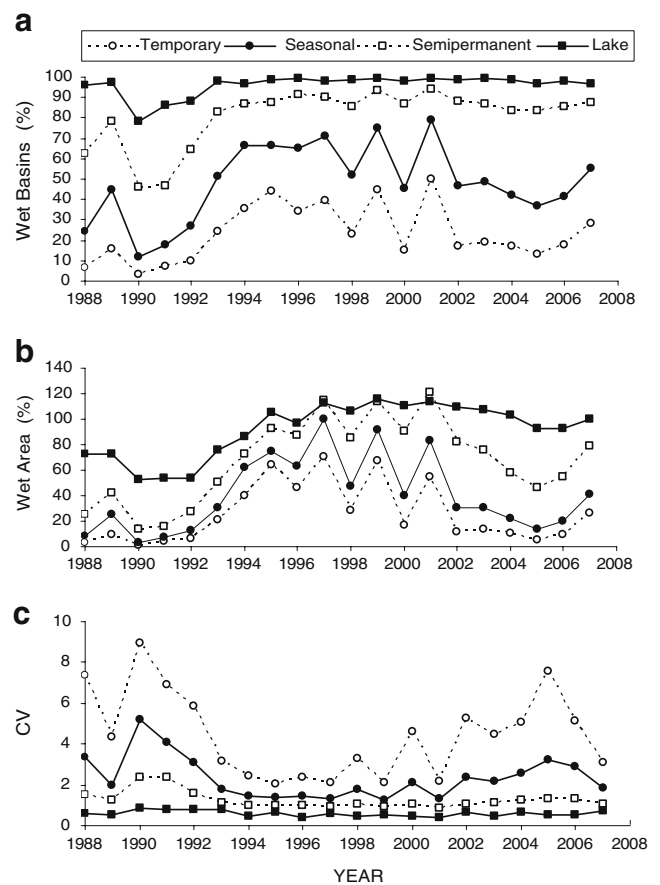 a
Temporary Seasonal Semipermanent Lake
Wet Basins (%)
100
90
80
70
60
50
40
30
20
10
0
1988 1990 1992 1994 1996 1998 2000 2002 2004 2006 2008
b
Wet Area (%)
140
120
100
80
60
40
20
0
1988 1990 1992 1994 1996 1998 2000 2002 2004 2006 2008
c
CV
10
8
6
4
2
0
1988 1990 1992 1994 1996 1998 2000 2002 2004 2006 2008
YEAR